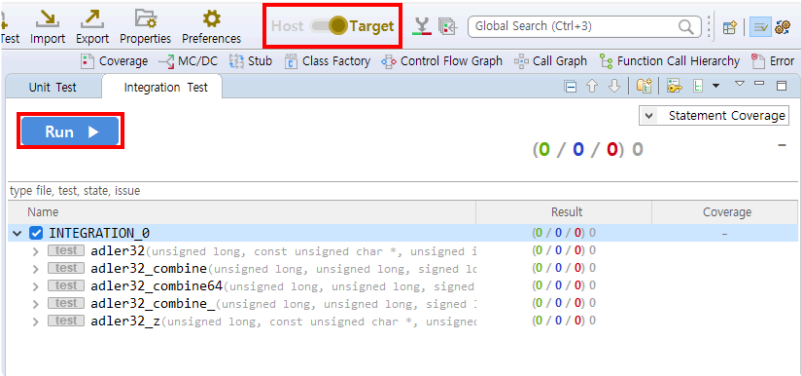 Test Import Export Properties Preferences Host Target Global Search (Ctrl+3)
Coverage MC/DC Stub Class Factory Control Flow Graph Call Graph Function Call Hierarchy Error
Unit Test Integration Test
Run
Statement Coverage
(0 / 0 / 0) 0 –
type file, test, state, issue
Name Result Coverage
INTEGRATION_0 (0 / 0 / 0) 0 –
test adler32(unsigned long, const unsigned char *, unsigned i (0 / 0 / 0) 0
test adler32_combine(unsigned long, unsigned long, signed lo (0 / 0 / 0) 0
test adler32_combine64(unsigned long, unsigned long, signed (0 / 0 / 0) 0
test adler32_combine_(unsigned long, unsigned long, signed (0 / 0 / 0) 0
test adler32_z(unsigned long, const unsigned char *, unsigned (0 / 0 / 0) 0